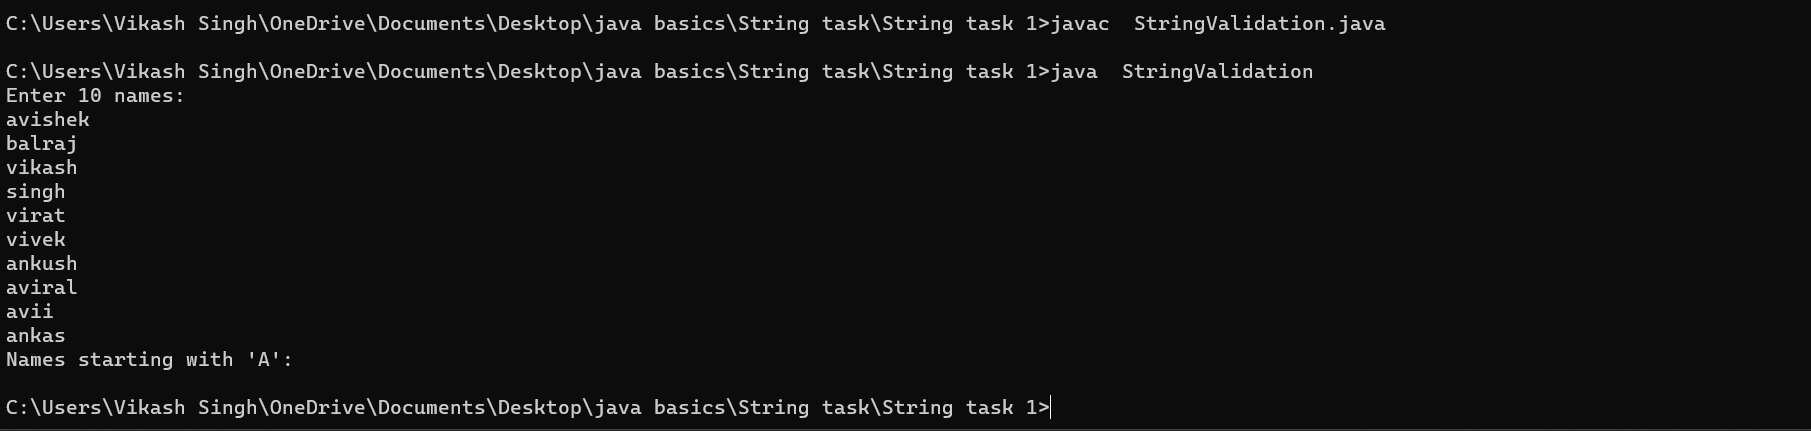 C:\Users\Vikash Singh\OneDrive\Documents\Desktop\java basics\String task\String task 1>javac  StringValidation.java
C:\Users\Vikash Singh\OneDrive\Documents\Desktop\java basics\String task\String task 1>java  StringValidation
Enter 10 names:
avishek
balraj
vikash
singh
virat
vivek
ankush
aviral
avii
ankas
Names starting with 'A':
C:\Users\Vikash Singh\OneDrive\Documents\Desktop\java basics\String task\String task 1>